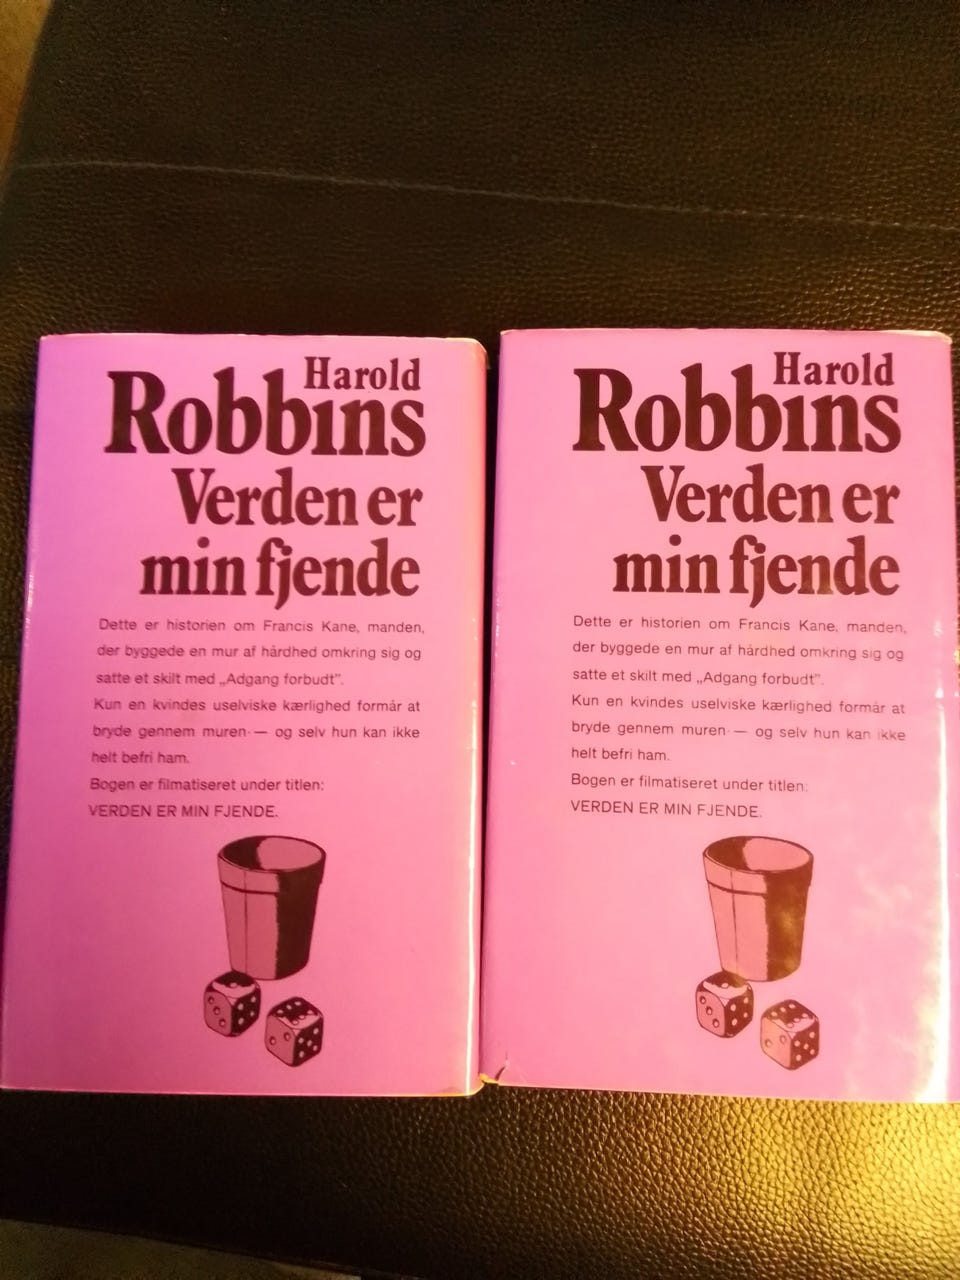 Harold
Robbins
Verden er
min fjende
Dette er historien om Francis Kane, manden,
der byggede en mur af hårdhed omkring sig og
satte et skilt med „Adgang forbudt”.
Kun en kvindes uselviske kærlighed formår at
bryde gennem muren — og selv hun kan ikke
helt befri ham.
Bogen er filmatiseret under titlen:
VERDEN ER MIN FJENDE.
Harold
Robbins
Verden er
min fjende
Dette er historien om Francis Kane, manden,
der byggede en mur af hårdhed omkring sig og
satte et skilt med „Adgang forbudt”.
Kun en kvindes uselviske kærlighed formår at
bryde gennem muren — og selv hun kan ikke
helt befri ham.
Bogen er filmatiseret under titlen:
VERDEN ER MIN FJENDE.